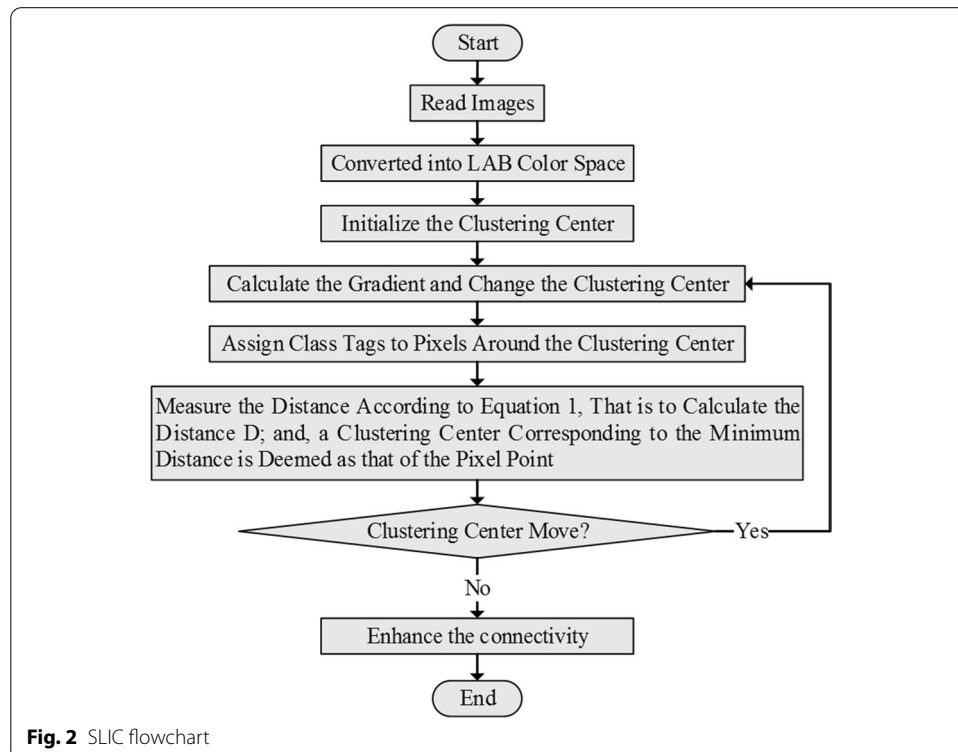 Start
Read Images
Converted into LAB Color Space
Initialize the Clustering Center
Calculate the Gradient and Change the Clustering Center
Assign Class Tags to Pixels Around the Clustering Center
Measure the Distance According to Equation 1, That is to Calculate the
Distance D; and, a Clustering Center Corresponding to the Minimum
Distance is Deemed as that of the Pixel Point
Clustering Center Move?
Yes
No
Enhance the connectivity
End
Fig. 2 SLIC flowchart